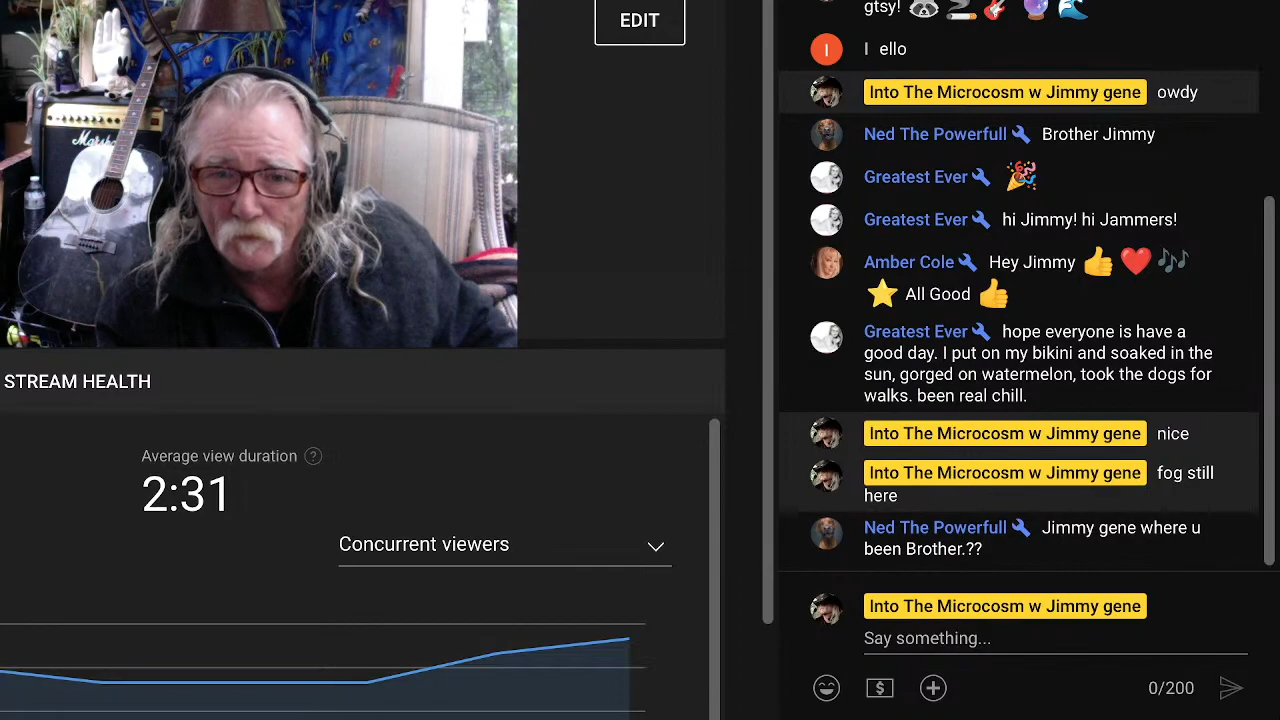 EDIT
Marshall
STREAM HEALTH
Average view duration ?
2:31
Concurrent viewers
gtsy! 🦝🚬🎸🔮🌊
I
I ello
Into The Microcosm w Jimmy gene owdy
Ned The Powerfull Brother Jimmy
Greatest Ever 🎉
Greatest Ever hi Jimmy! hi Jammers!
Amber Cole Hey Jimmy 👍❤️🎶
⭐ All Good 👍
Greatest Ever hope everyone is have a
good day. I put on my bikini and soaked in the
sun, gorged on watermelon, took the dogs for
walks. been real chill.
Into The Microcosm w Jimmy gene nice
Into The Microcosm w Jimmy gene fog still
here
Ned The Powerfull Jimmy gene where u
been Brother.??
Into The Microcosm w Jimmy gene
Say something...
$
0/200